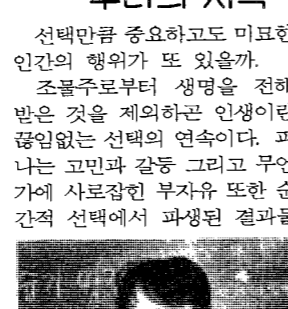 선택만큼 중요하고도 미묘한
인간의 행위가 또 있을까.
조물주로부터 생명을 전해
받은 것을 제외하곤 인생이란
끊임없는 선택의 연속이다.
나는 고민과 갈등 그리고
가에 사로잡힌 부자유 또한
간적 선택에서 파생된